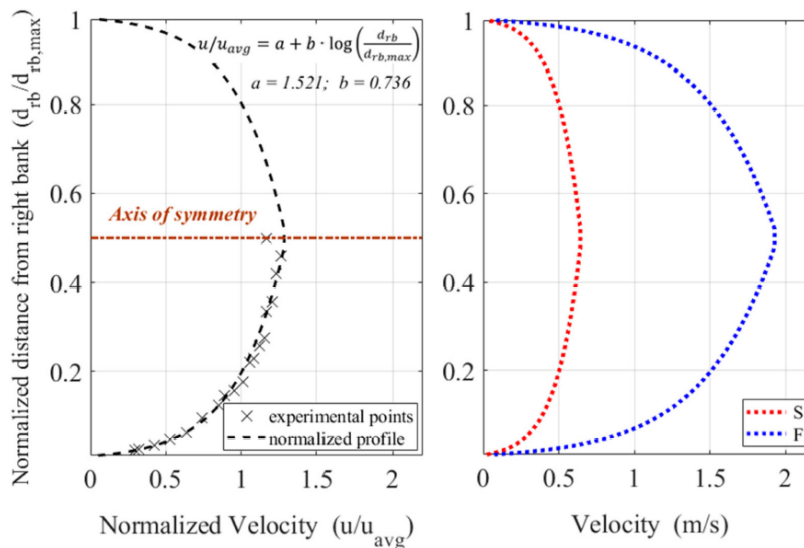 1
0.8
0.6
0.4
0.2
Normalized distance from right bank (d_rb/d_rb,max)
u/u_avg = a + b · log(d_rb/d_rb,max)
a = 1.521; b = 0.736
Axis of symmetry
experimental points
normalized profile
0 0.5 1 1.5 2
Normalized Velocity (u/u_avg)
1
0.8
0.6
0.4
0.2
S
F
0 0.5 1 1.5 2
Velocity (m/s)